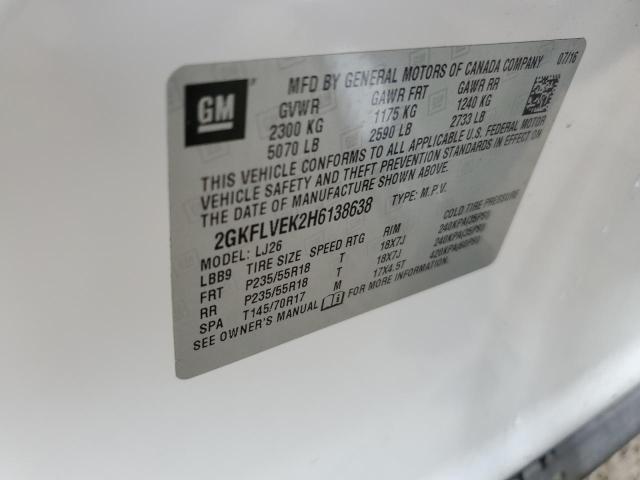 GM
MFD BY GENERAL MOTORS OF CANADA COMPANY 07/16
GVWR GAWR FRT GAWR RR
2300 KG 1175 KG 1240 KG
5070 LB 2590 LB 2733 LB
THIS VEHICLE CONFORMS TO ALL APPLICABLE U.S. FEDERAL MOTOR
VEHICLE SAFETY AND THEFT PREVENTION STANDARDS IN EFFECT ON
THE DATE OF MANUFACTURE SHOWN ABOVE.
2GKFLVEK2H6138638 TYPE: M.P.V.
MODEL: LJ26
LBB9 TIRE SIZE SPEED RTG RIM COLD TIRE PRESSURE
FRT P235/55R18 T 18X7J 240KPA(35PSI)
RR P235/55R18 T 18X7J 240KPA(35PSI)
SPA T145/70R17 M 17X4.5T 420KPA(60PSI)
SEE OWNER'S MANUAL FOR MORE INFORMATION.